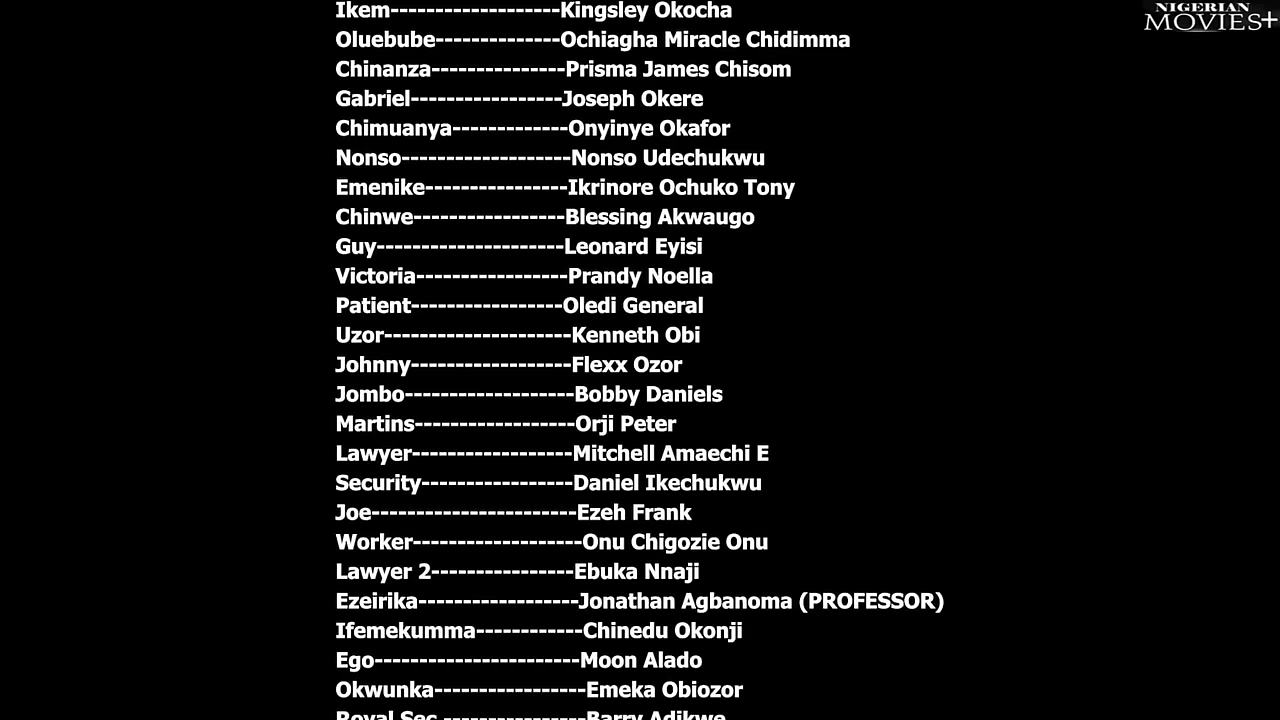 NIGERIAN
MOVIES+
Ikem-------------------Kingsley Okocha
Oluebube--------------Ochiagha Miracle Chidimma
Chinanza---------------Prisma James Chisom
Gabriel-----------------Joseph Okere
Chimuanya-------------Onyinye Okafor
Nonso-------------------Nonso Udechukwu
Emenike----------------Ikrinore Ochuko Tony
Chinwe-----------------Blessing Akwaugo
Guy---------------------Leonard Eyisi
Victoria-----------------Prandy Noella
Patient-----------------Oledi General
Uzor---------------------Kenneth Obi
Johnny------------------Flexx Ozor
Jombo-------------------Bobby Daniels
Martins------------------Orji Peter
Lawyer------------------Mitchell Amaechi E
Security-----------------Daniel Ikechukwu
Joe-----------------------Ezeh Frank
Worker-------------------Onu Chigozie Onu
Lawyer 2----------------Ebuka Nnaji
Ezeirika------------------Jonathan Agbanoma (PROFESSOR)
Ifemekumma------------Chinedu Okonji
Ego-----------------------Moon Alado
Okwunka-----------------Emeka Obiozor
Royal Sec.----------------Barry Adikwe